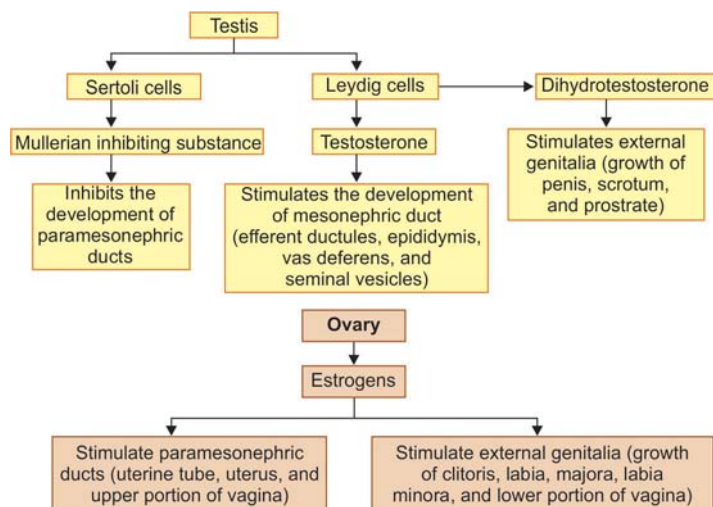 Testis
Sertoli cells
Leydig cells
Dihydrotestosterone
Mullerian inhibiting substance
Testosterone
Stimulates external
genitalia (growth of
penis, scrotum,
and prostrate)
Inhibits the
development of
paramesonephric
ducts
Stimulates the development
of mesonephric duct
(efferent ductules, epididymis,
vas deferens, and
seminal vesicles)
Ovary
Estrogens
Stimulate paramesonephric
ducts (uterine tube, uterus, and
upper portion of vagina)
Stimulate external genitalia (growth
of clitoris, labia, majora, labia
minora, and lower portion of vagina)